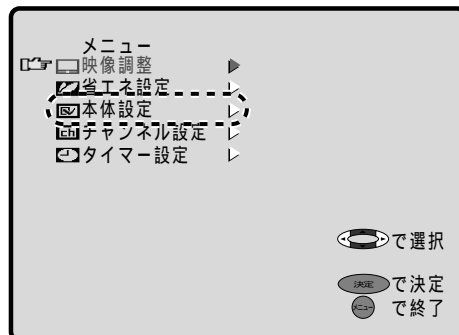 メニュー
映像調整
省エネ設定
本体設定
チャンネル設定
タイマー設定
で選択
決定 で決定
メニュー で終了